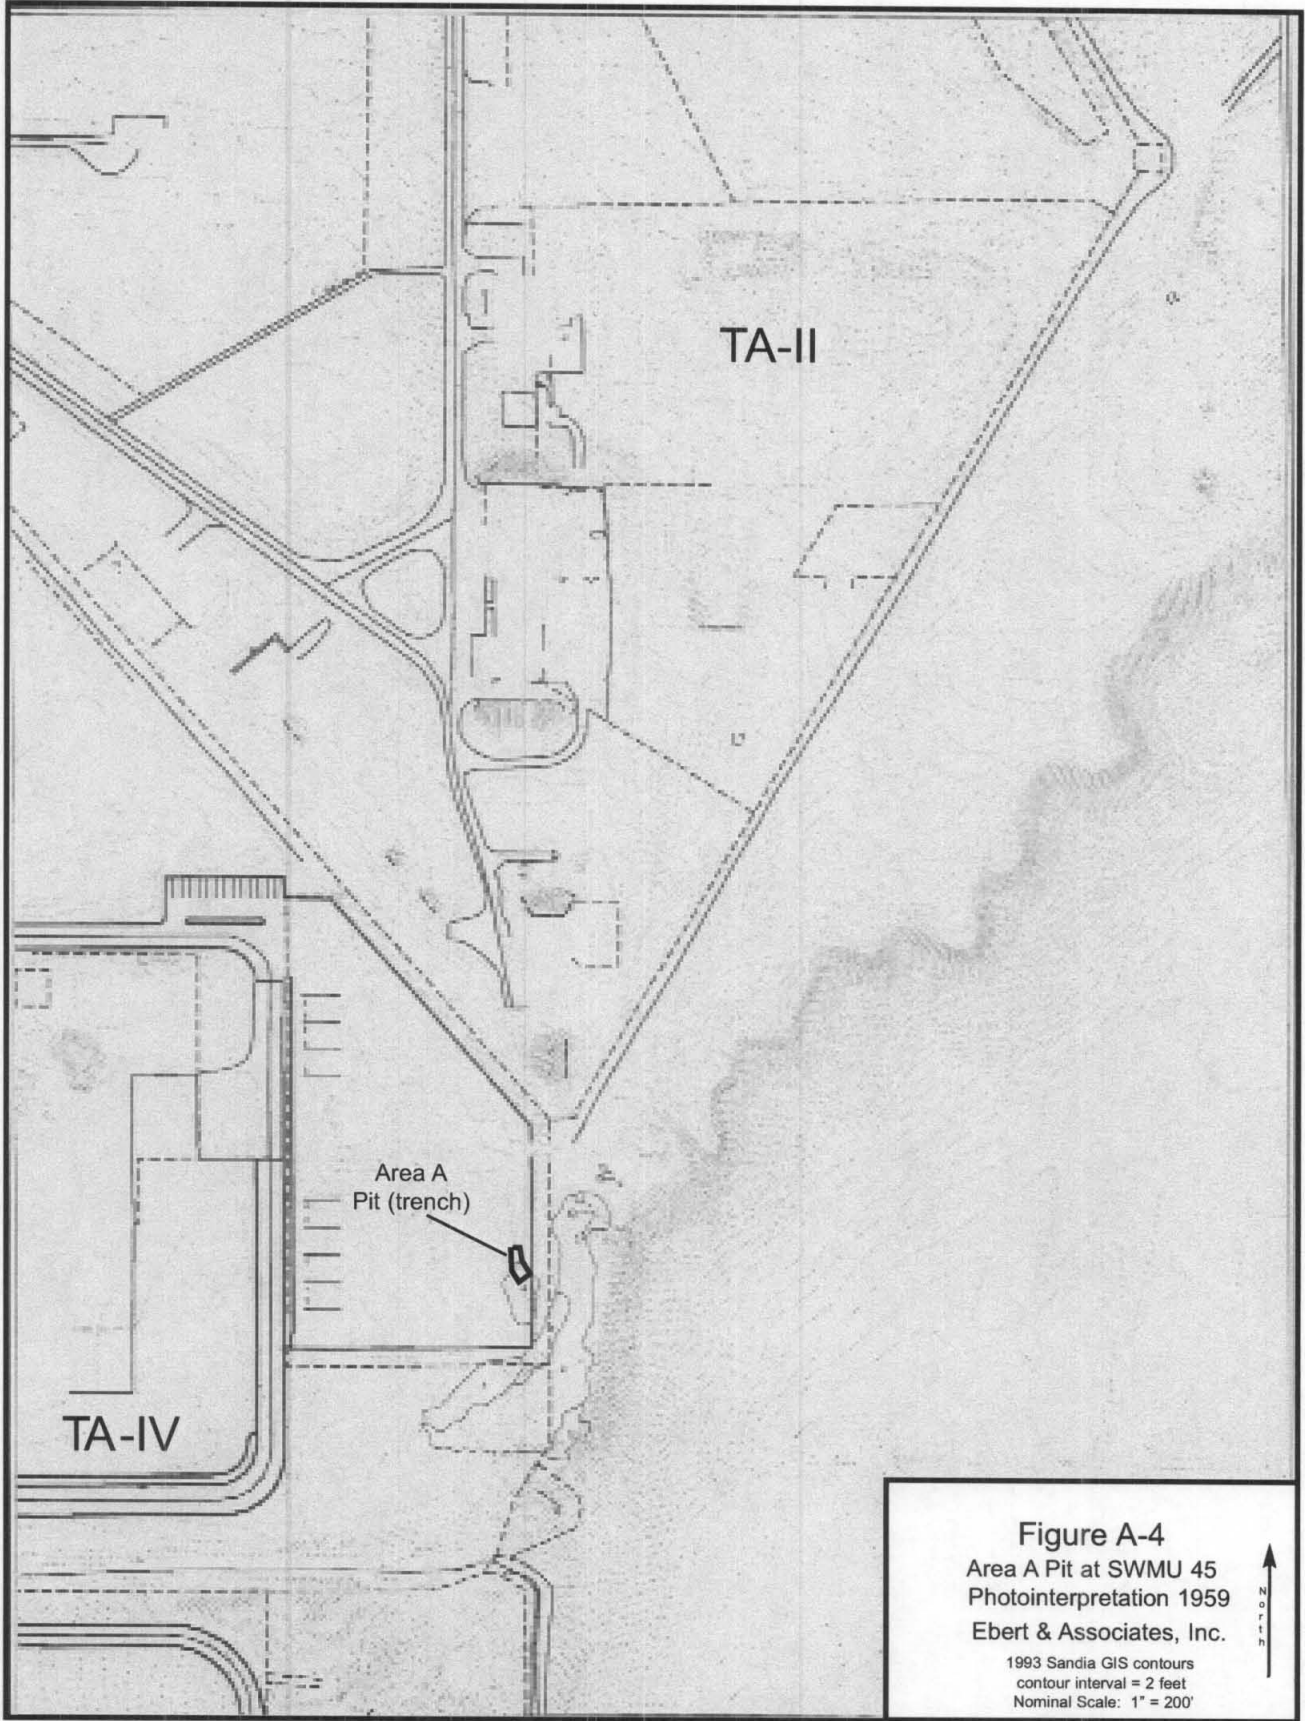 TA-II
Area A
Pit (trench)
TA-IV
Figure A-4
Area A Pit at SWMU 45
Photointerpretation 1959
Ebert & Associates, Inc.
1993 Sandia GIS contours
contour interval = 2 feet
Nominal Scale: 1" = 200'
North